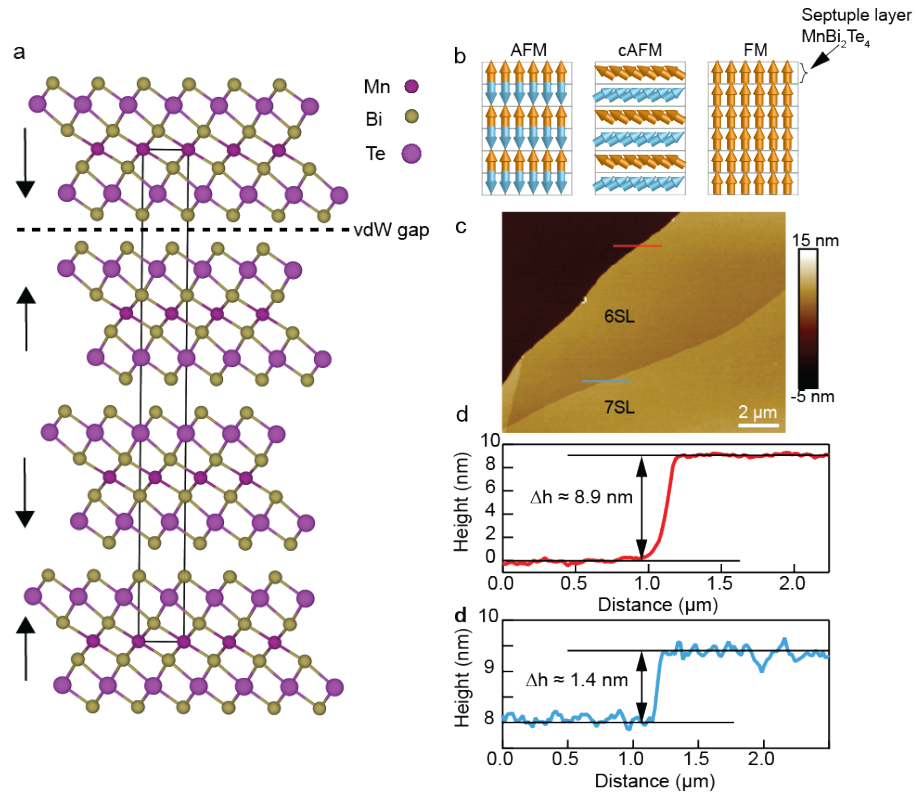 a
Mn
Bi
Te
vdW gap
b
AFM
cAFM
FM
Septuple layer
MnBi2Te4
c
6SL
7SL
2 µm
15 nm
-5 nm
d
Height (nm)
10
8
6
4
2
0
Δh ≈ 8.9 nm
0.0 0.5 1.0 1.5 2.0
Distance (µm)
d
Height (nm)
10
9
8
Δh ≈ 1.4 nm
0.0 0.5 1.0 1.5 2.0
Distance (µm)